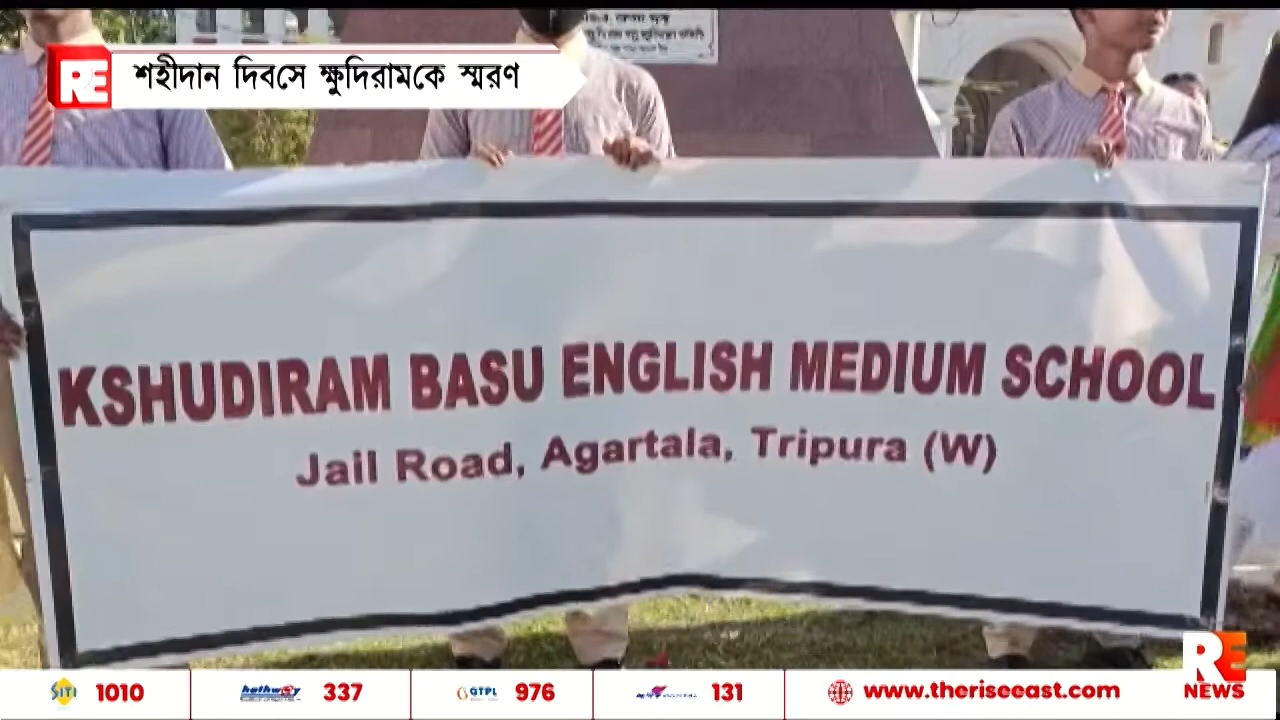 RE শহীদান দিবসে ক্ষুদিরামকে স্মরণ
KSHUDIRAM BASU ENGLISH MEDIUM SCHOOL
Jail Road, Agartala, Tripura (W)
RE
NEWS
SITI 1010 hathway 337 GTPL 976 131 www.theriseeast.com